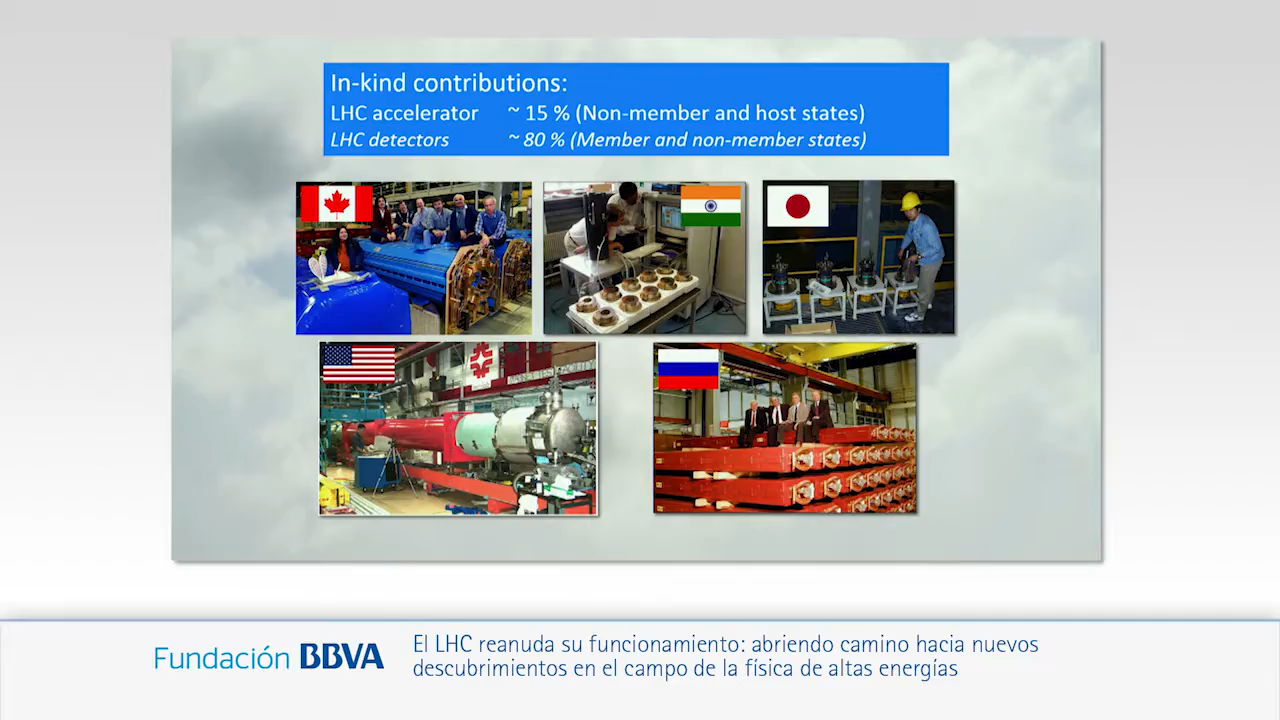 In-kind contributions:
LHC accelerator ~ 15 % (Non-member and host states)
LHC detectors ~ 80 % (Member and non-member states)
Fundación BBVA
El LHC reanuda su funcionamiento: abriendo camino hacia nuevos
descubrimientos en el campo de la física de altas energías